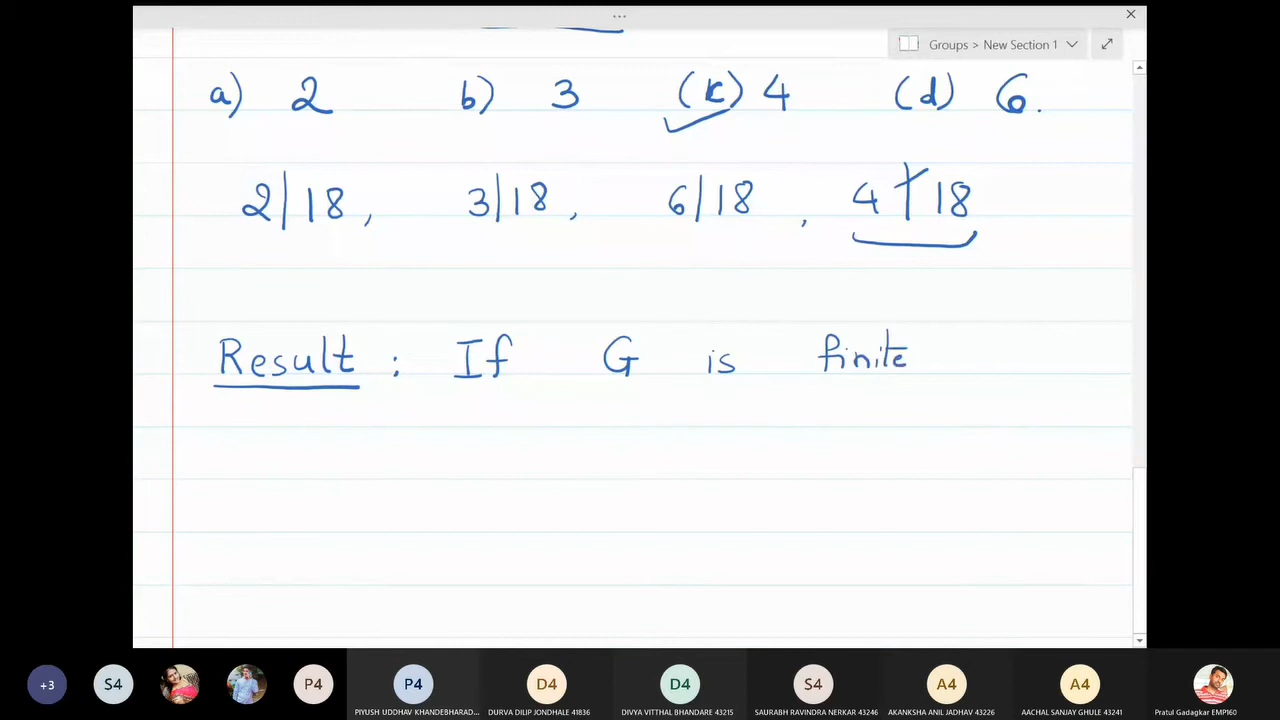 Groups > New Section 1
a) 2 b) 3 (c) 4 (d) 6.
2 | 18, 3 | 18, 6 | 18, 4 ∤ 18
Result : If G is finite
+3 S4 P4 P4 D4 D4 S4 A4 A4
PIYUSH UDDHAV KHANDEBHARAD... DURVA DILIP JONDHALE 41836 DIVYA VITTHAL BHANDARE 43215 SAURABH RAVINDRA NERKAR 43246 AKANKSHA ANIL JADHAV 43226 AACHAL SANJAY GHULE 43241 Pratul Gadagkar EMP160